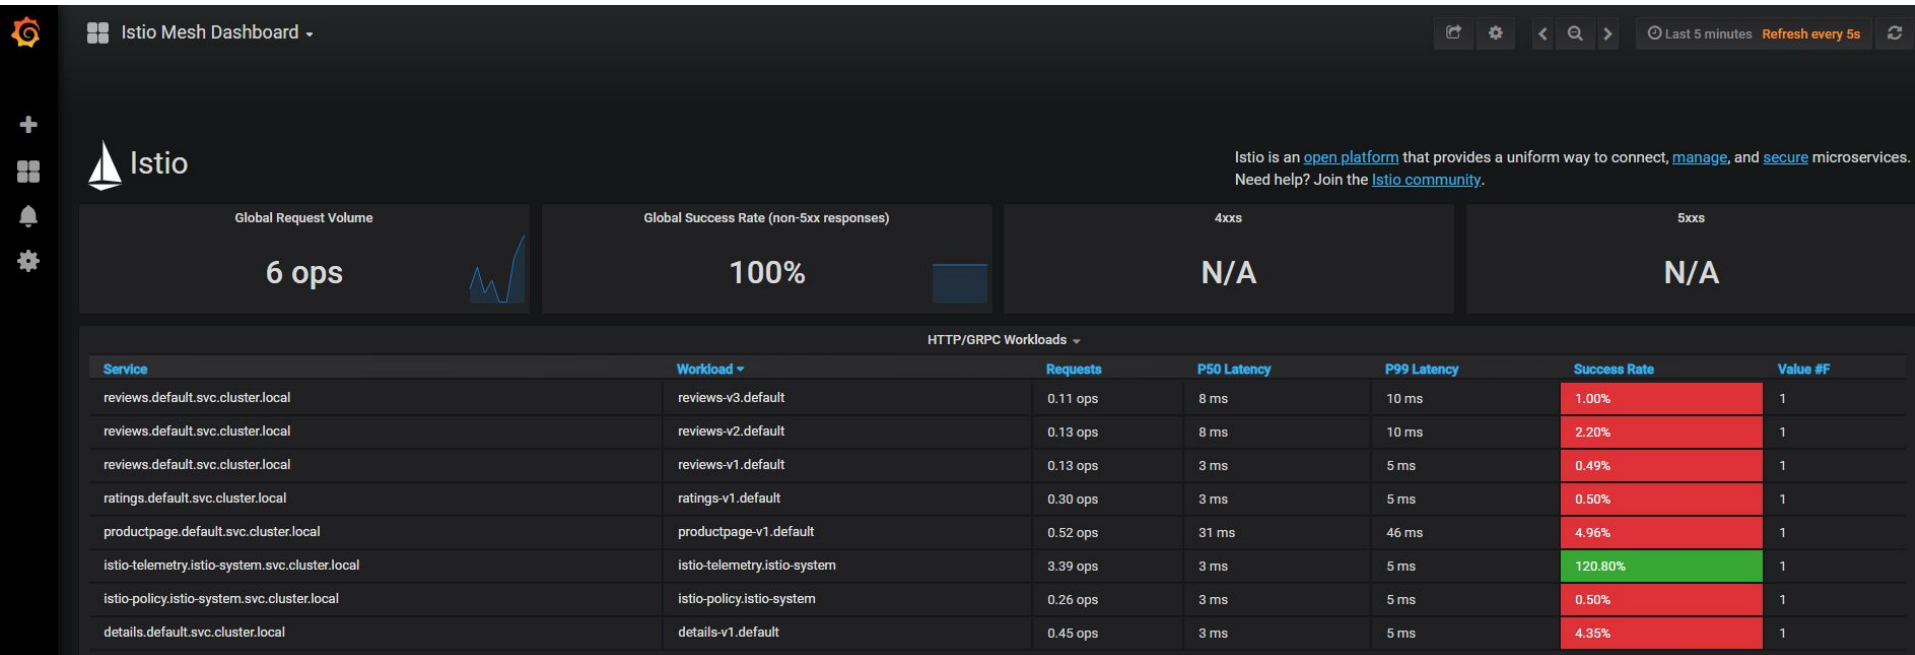 Istio Mesh Dashboard
Last 5 minutes Refresh every 5s
Istio
Istio is an open platform that provides a uniform way to connect, manage, and secure microservices.
Need help? Join the Istio community.
Global Request Volume
6 ops
Global Success Rate (non-5xx responses)
100%
4xxs
N/A
5xxs
N/A
HTTP/GRPC Workloads
Service Workload Requests P50 Latency P99 Latency Success Rate Value #F
reviews.default.svc.cluster.local reviews-v3.default 0.11 ops 8 ms 10 ms 1.00% 1
reviews.default.svc.cluster.local reviews-v2.default 0.13 ops 8 ms 10 ms 2.20% 1
reviews.default.svc.cluster.local reviews-v1.default 0.13 ops 3 ms 5 ms 0.49% 1
ratings.default.svc.cluster.local ratings-v1.default 0.30 ops 3 ms 5 ms 0.50% 1
productpage.default.svc.cluster.local productpage-v1.default 0.52 ops 31 ms 46 ms 4.96% 1
istio-telemetry.istio-system.svc.cluster.local istio-telemetry.istio-system 3.39 ops 3 ms 5 ms 120.80% 1
istio-policy.istio-system.svc.cluster.local istio-policy.istio-system 0.26 ops 3 ms 5 ms 0.50% 1
details.default.svc.cluster.local details-v1.default 0.45 ops 3 ms 5 ms 4.35% 1